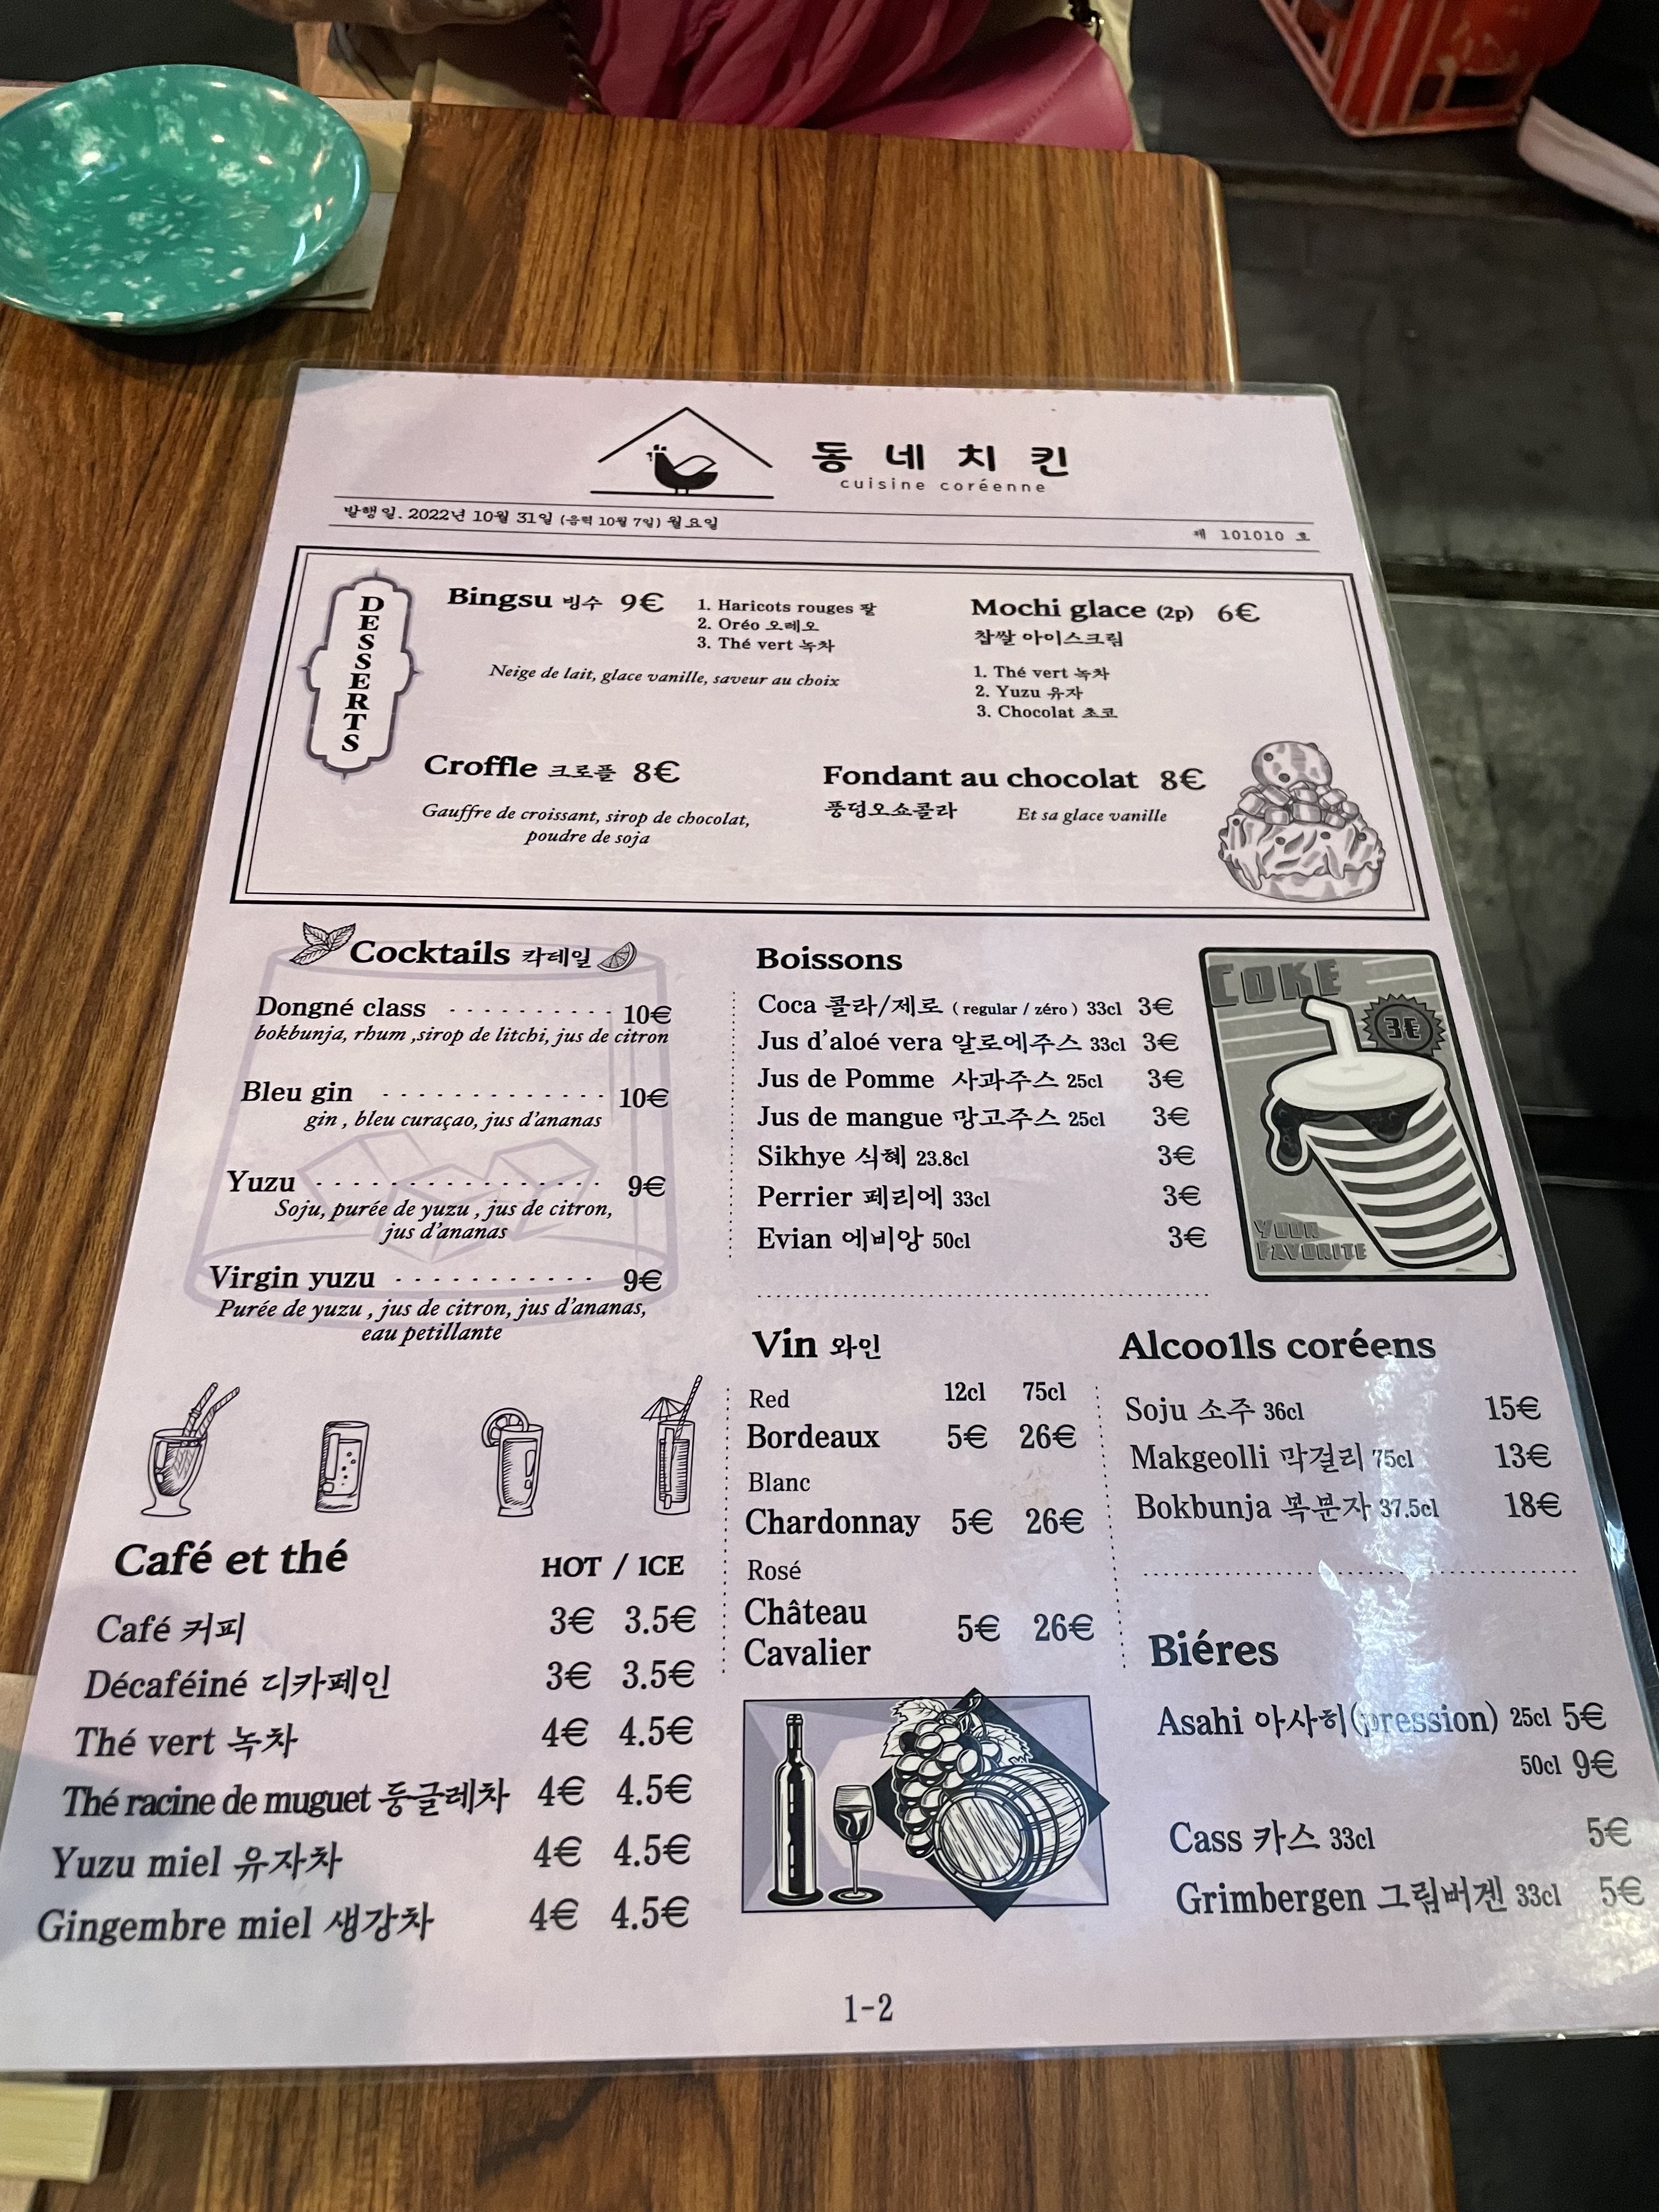 동네치킨
cuisine coréenne
발행일. 2022년 10월 31일 (음력 10월 7일) 월요일
제 101010 호
DESSERTS
Bingsu 빙수 9€
1. Haricots rouges 팥
2. Oréo 오레오
3. Thé vert 녹차
Neige de lait, glace vanille, saveur au choix
Mochi glace (2p) 6€
찹쌀 아이스크림
1. Thé vert 녹차
2. Yuzu 유자
3. Chocolat 초코
Croffle 크로플 8€
Gauffre de croissant, sirop de chocolat,
poudre de soja
Fondant au chocolat 8€
퐁덩오쇼콜라 Et sa glace vanille
Cocktails 칵테일
Dongné class 10€
bokbunja, rhum ,sirop de litchi, jus de citron
Bleu gin 10€
gin , bleu curaçao, jus d'ananas
Yuzu 9€
Soju, purée de yuzu , jus de citron,
jus d'ananas
Virgin yuzu 9€
Purée de yuzu , jus de citron, jus d'ananas,
eau petillante
Boissons
Coca 콜라/제로 ( regular / zéro ) 33cl 3€
Jus d'aloé vera 알로에주스 33cl 3€
Jus de Pomme 사과주스 25cl 3€
Jus de mangue 망고주스 25cl 3€
Sikhye 식혜 23.8cl 3€
Perrier 페리에 33cl 3€
Evian 에비앙 50cl 3€
COKE
3€
YOUR
FAVORITE
Café et thé HOT / ICE
Café 커피 3€ 3.5€
Décaféiné 디카페인 3€ 3.5€
Thé vert 녹차 4€ 4.5€
Thé racine de muguet 둥글레차 4€ 4.5€
Yuzu miel 유자차 4€ 4.5€
Gingembre miel 생강차 4€ 4.5€
Vin 와인
Red 12cl 75cl
Bordeaux 5€ 26€
Blanc
Chardonnay 5€ 26€
Rosé
Château
Cavalier 5€ 26€
Alcoo1ls coréens
Soju 소주 36cl 15€
Makgeolli 막걸리 75cl 13€
Bokbunja 복분자 37.5cl 18€
Biéres
Asahi 아사히(pression) 25cl 5€
50cl 9€
Cass 카스 33cl 5€
Grimbergen 그림버겐 33cl 5€
1-2